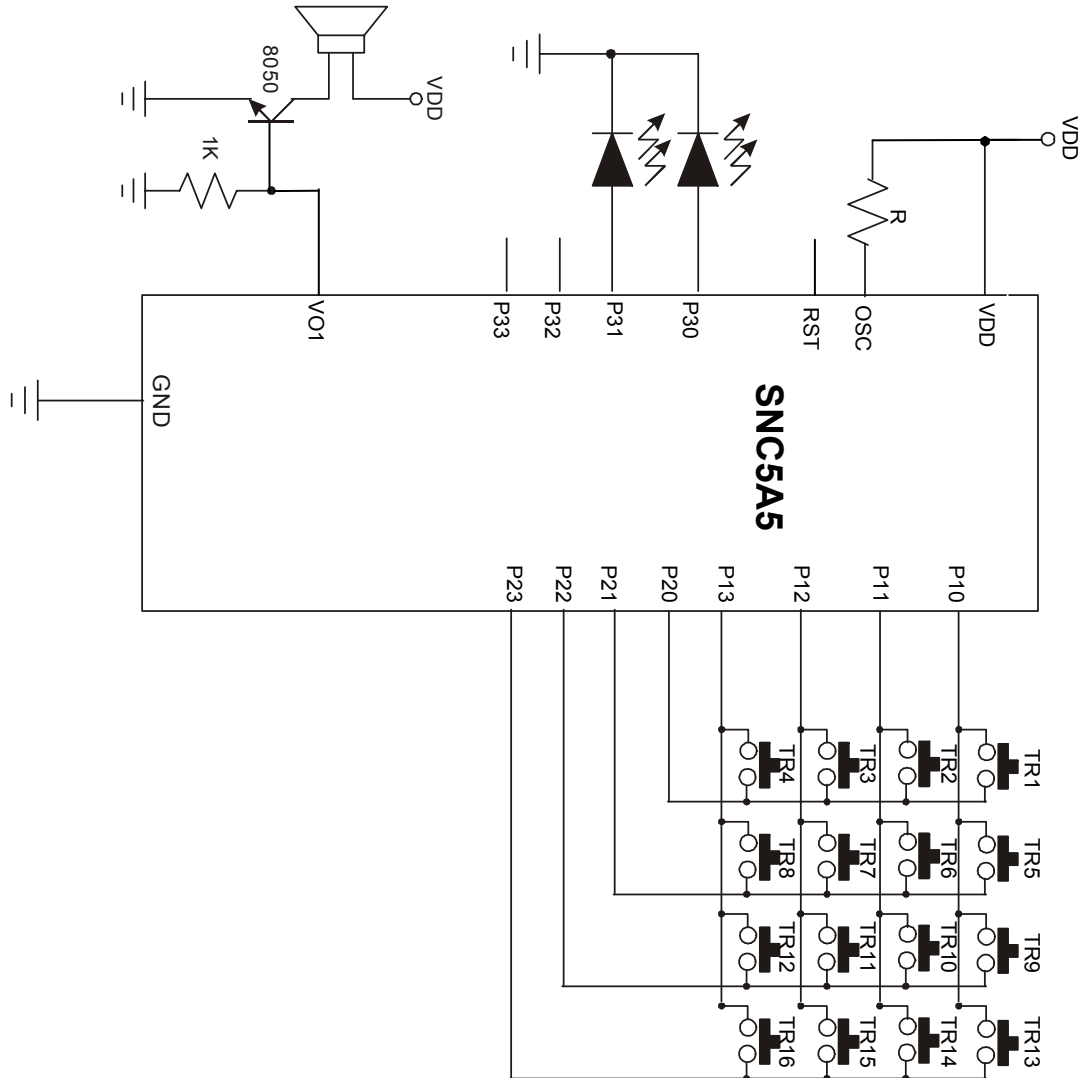 8050
VDD
1K
VDD
R
VO1
P33
P32
P31
P30
RST
OSC
VDD
GND
SNC5A5
P23
P22
P21
P20
P13
P12
P11
P10
TR4
TR3
TR2
TR1
TR8
TR7
TR6
TR5
TR12
TR11
TR10
TR9
TR16
TR15
TR14
TR13